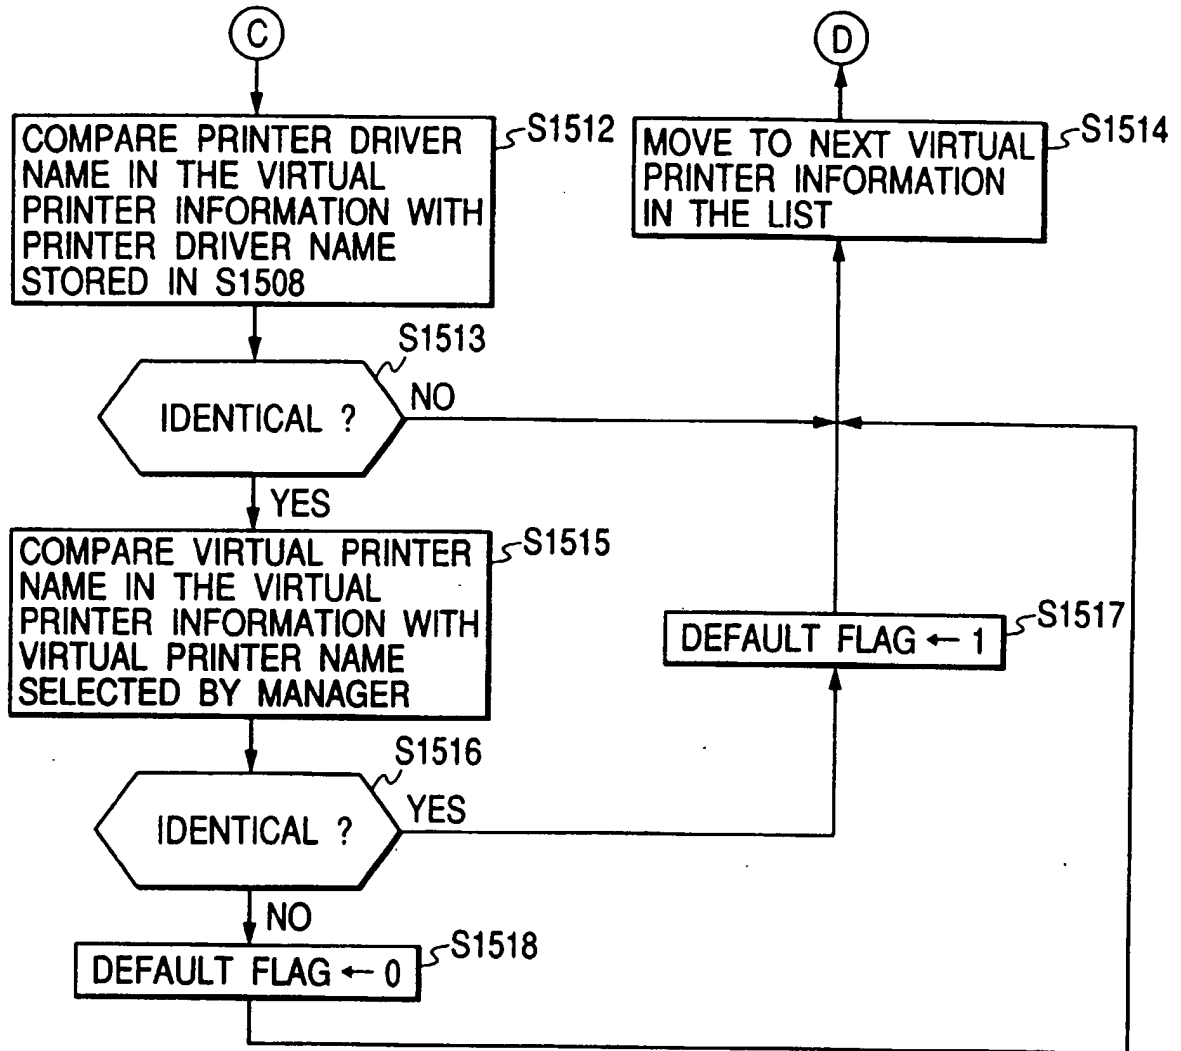 C
COMPARE PRINTER DRIVER
NAME IN THE VIRTUAL
PRINTER INFORMATION WITH
PRINTER DRIVER NAME
STORED IN S1508
S1512
S1513
IDENTICAL ?
NO
YES
COMPARE VIRTUAL PRINTER
NAME IN THE VIRTUAL
PRINTER INFORMATION WITH
VIRTUAL PRINTER NAME
SELECTED BY MANAGER
S1515
S1516
IDENTICAL ?
YES
NO
DEFAULT FLAG ← 0
S1518
D
MOVE TO NEXT VIRTUAL
PRINTER INFORMATION
IN THE LIST
S1514
DEFAULT FLAG ← 1
S1517